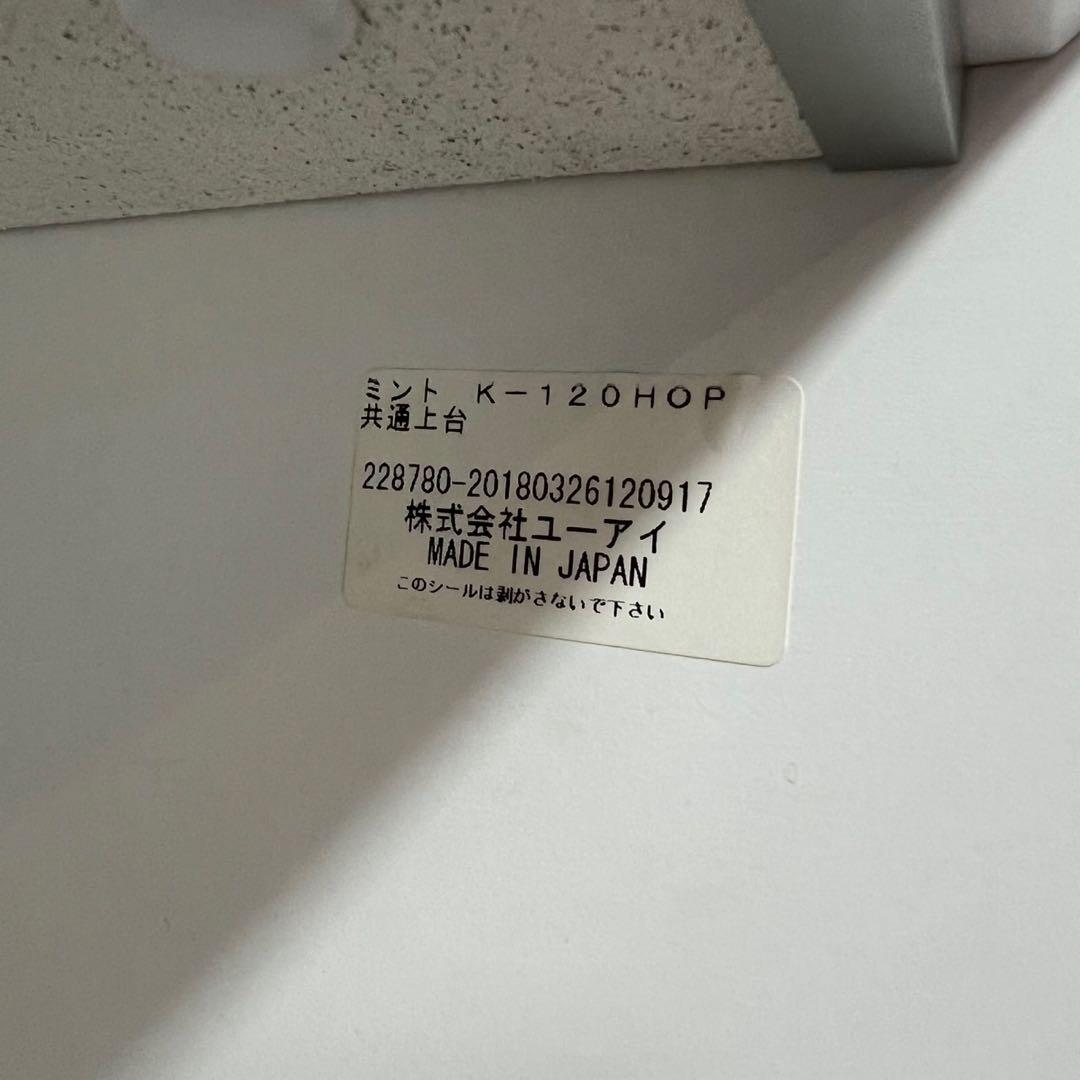 ミント　Ｋ－１２０ＨＯＰ
共通上台
228780-20180326120917
株式会社ユーアイ
MADE IN JAPAN
このシールは剥がさないで下さい